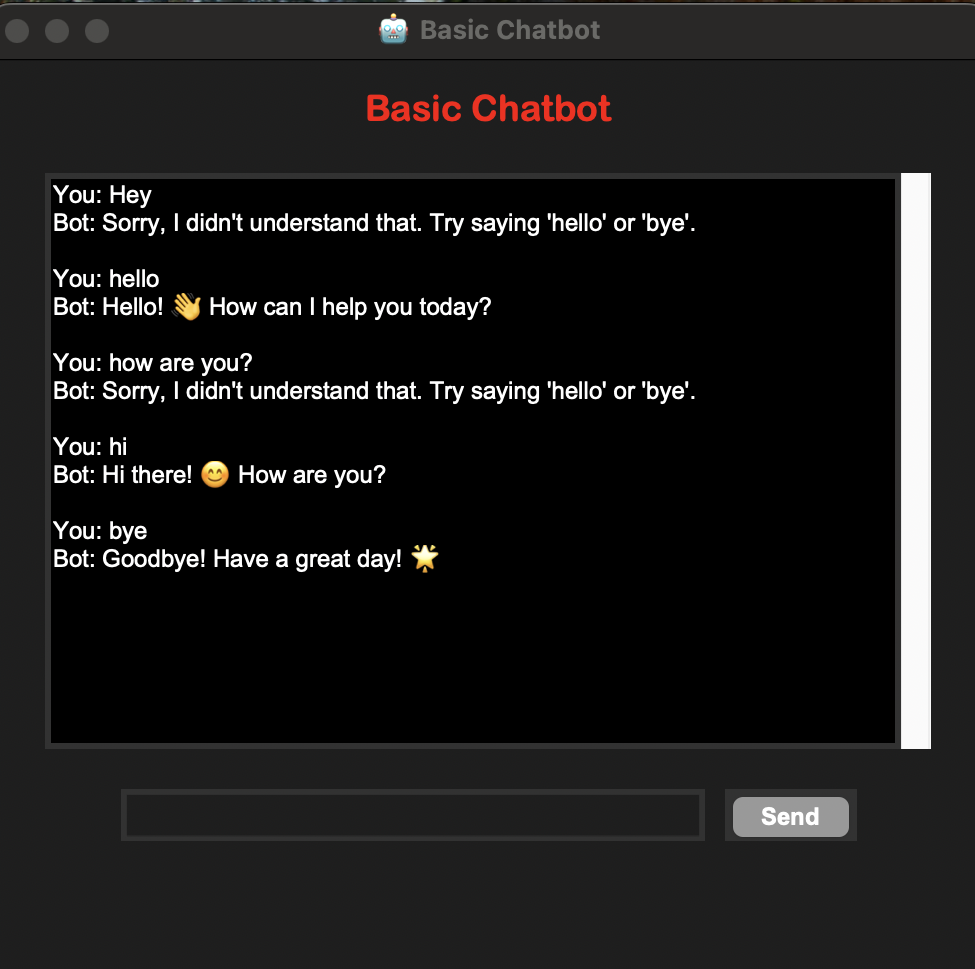 🤖 Basic Chatbot
Basic Chatbot
You: Hey
Bot: Sorry, I didn't understand that. Try saying 'hello' or 'bye'.
You: hello
Bot: Hello! 👋 How can I help you today?
You: how are you?
Bot: Sorry, I didn't understand that. Try saying 'hello' or 'bye'.
You: hi
Bot: Hi there! 😊 How are you?
You: bye
Bot: Goodbye! Have a great day! 🌟
Send